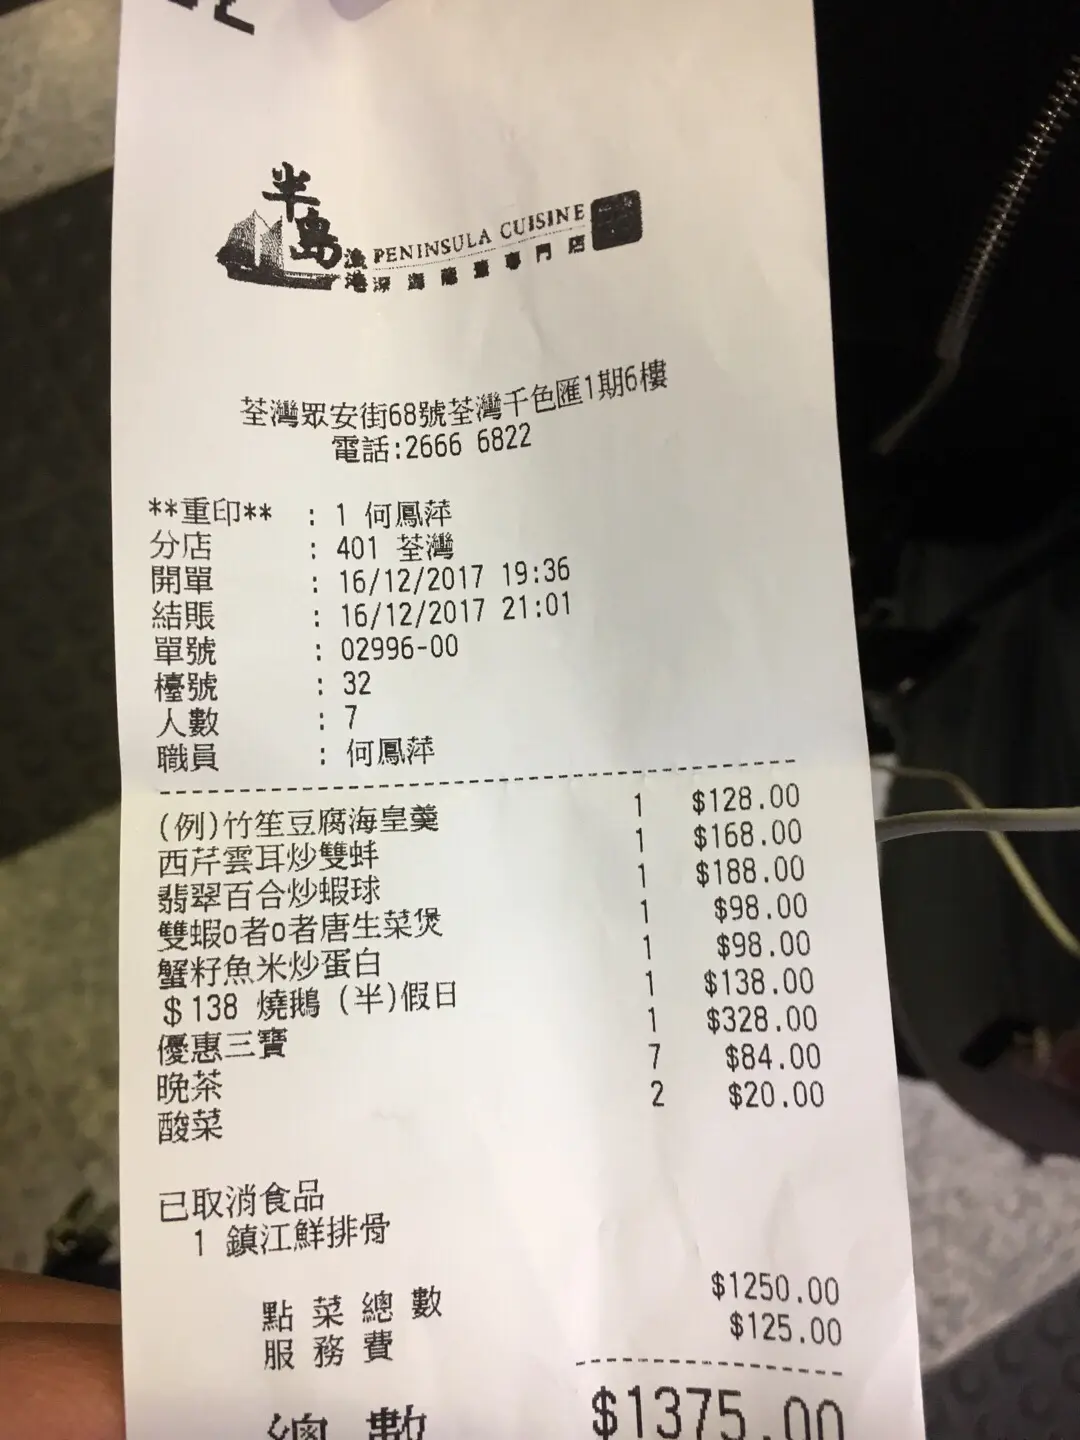 半島
漁港 PENINSULA CUISINE
深海龍躉專門店
荃灣眾安街68號荃灣千色匯1期6樓
電話:2666 6822
**重印** : 1 何鳳萍
分店 : 401 荃灣
開單 : 16/12/2017 19:36
結賬 : 16/12/2017 21:01
單號 : 02996-00
檯號 : 32
人數 : 7
職員 : 何鳳萍
(例)竹笙豆腐海皇羹 1 $128.00
西芹雲耳炒雙蚌 1 $168.00
翡翠百合炒蝦球 1 $188.00
雙蝦o者o者唐生菜煲 1 $98.00
蟹籽魚米炒蛋白 1 $98.00
$138 燒鵝 (半)假日 1 $138.00
優惠三寶 1 $328.00
晚茶 7 $84.00
酸菜 2 $20.00
已取消食品
1 鎮江鮮排骨
點菜總數 $1250.00
服務費 $125.00
總數 $1375.00